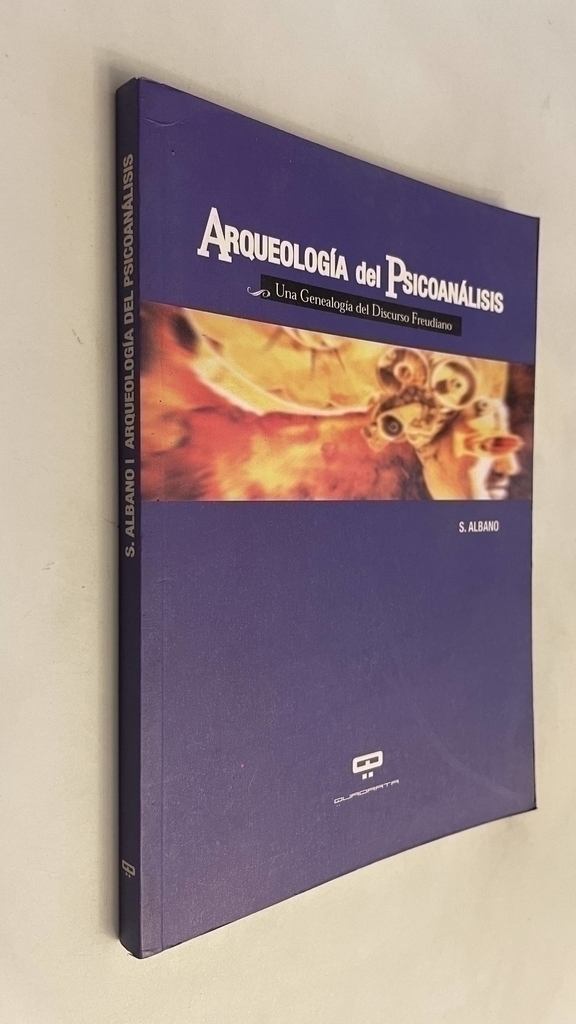 S. ALBANO | ARQUEOLOGÍA DEL PSICOANÁLISIS
ARQUEOLOGÍA del PSICOANÁLISIS
Una Genealogía del Discurso Freudiano
S. ALBANO
QUADRATA